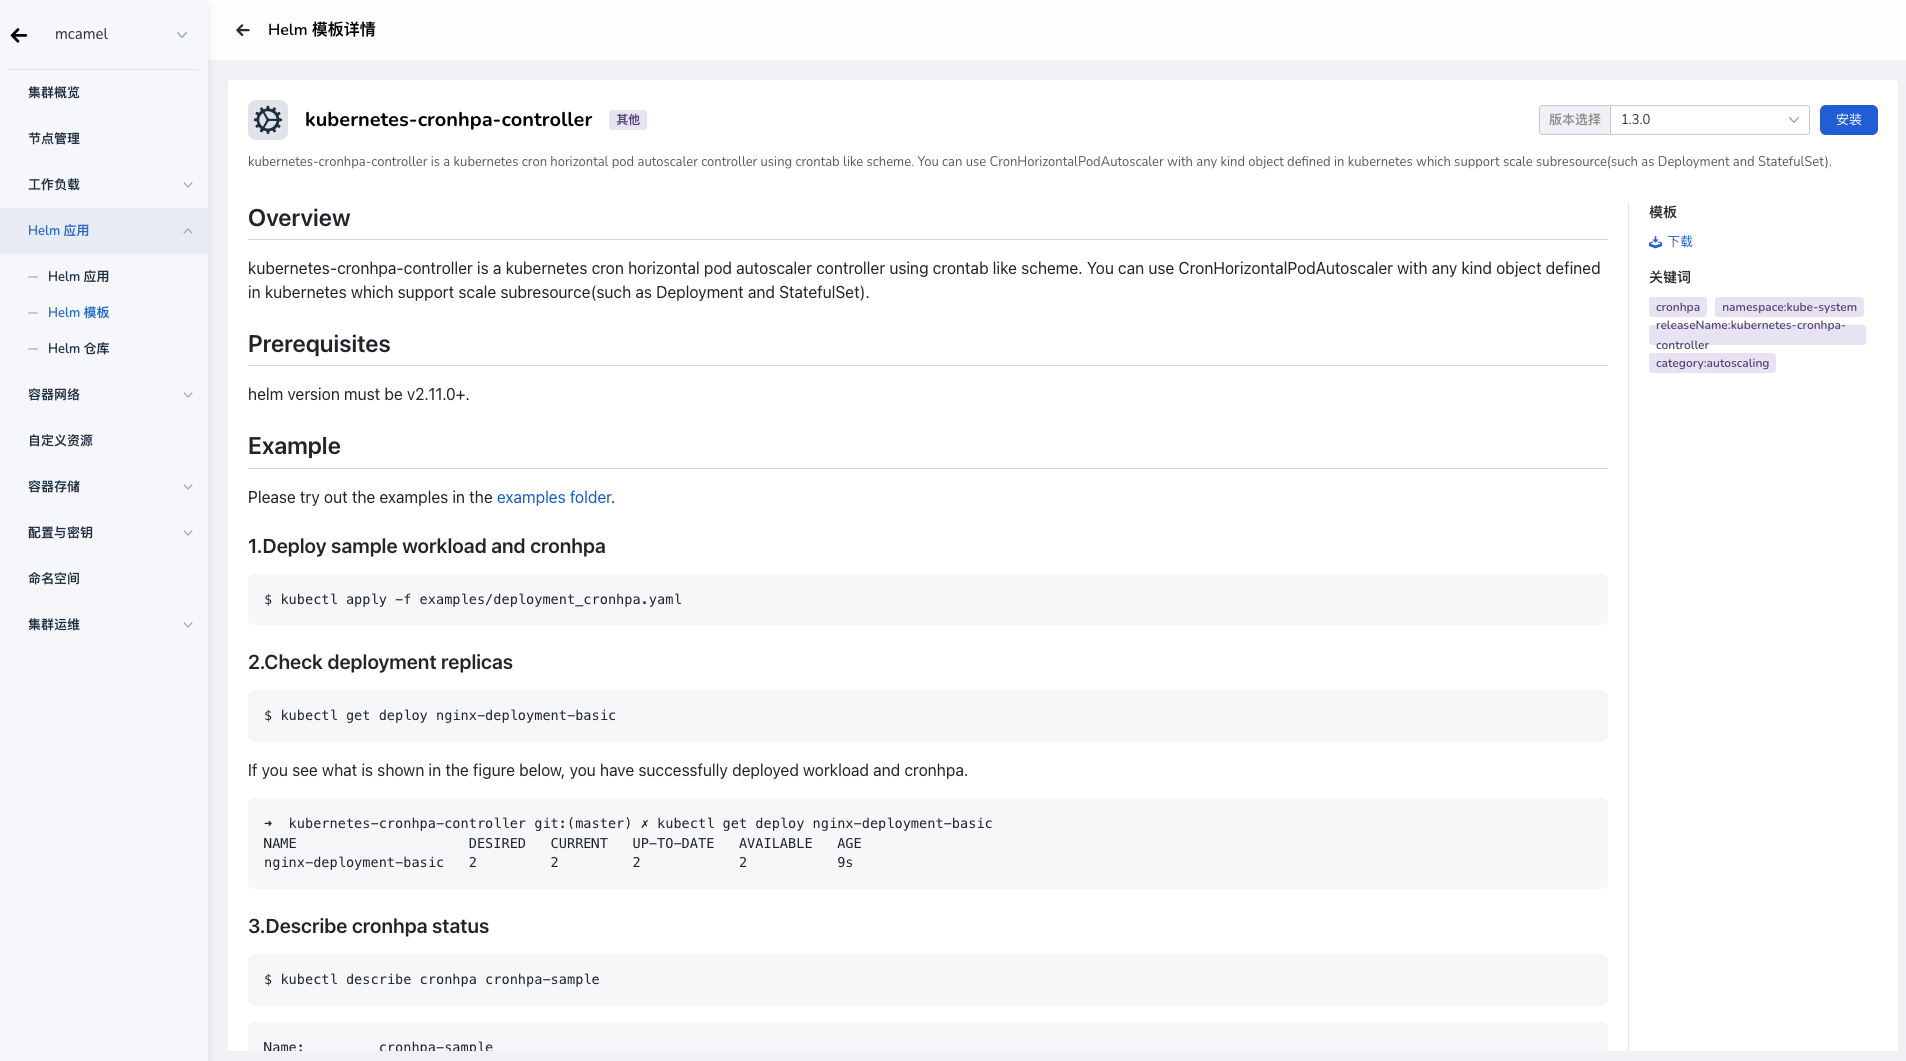 mcamel
集群概览
节点管理
工作负载
Helm 应用
Helm 应用
Helm 模板
Helm 仓库
容器网络
自定义资源
容器存储
配置与密钥
命名空间
集群运维
Helm 模板详情
kubernetes-cronhpa-controller 其他
版本选择 1.3.0 安装
kubernetes-cronhpa-controller is a kubernetes cron horizontal pod autoscaler controller using crontab like scheme. You can use CronHorizontalPodAutoscaler with any kind object defined in kubernetes which support scale subresource(such as Deployment and StatefulSet).
Overview
kubernetes-cronhpa-controller is a kubernetes cron horizontal pod autoscaler controller using crontab like scheme. You can use CronHorizontalPodAutoscaler with any kind object defined
in kubernetes which support scale subresource(such as Deployment and StatefulSet).
Prerequisites
helm version must be v2.11.0+.
Example
Please try out the examples in the examples folder.
1.Deploy sample workload and cronhpa
$ kubectl apply -f examples/deployment_cronhpa.yaml
2.Check deployment replicas
$ kubectl get deploy nginx-deployment-basic
If you see what is shown in the figure below, you have successfully deployed workload and cronhpa.
➜  kubernetes-cronhpa-controller git:(master) ✗ kubectl get deploy nginx-deployment-basic
NAME                     DESIRED   CURRENT   UP-TO-DATE   AVAILABLE   AGE
nginx-deployment-basic   2         2         2            2           9s
3.Describe cronhpa status
$ kubectl describe cronhpa cronhpa-sample
Name:         cronhpa-sample
模板
下载
关键词
cronhpa namespace:kube-system
releaseName:kubernetes-cronhpa-
controller
category:autoscaling